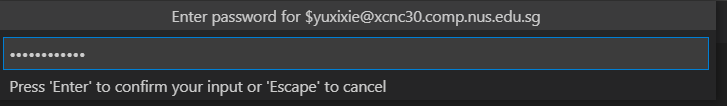 Enter password for $yuxixie@xcnc30.comp.nus.edu.sg
••••••••••••
Press 'Enter' to confirm your input or 'Escape' to cancel